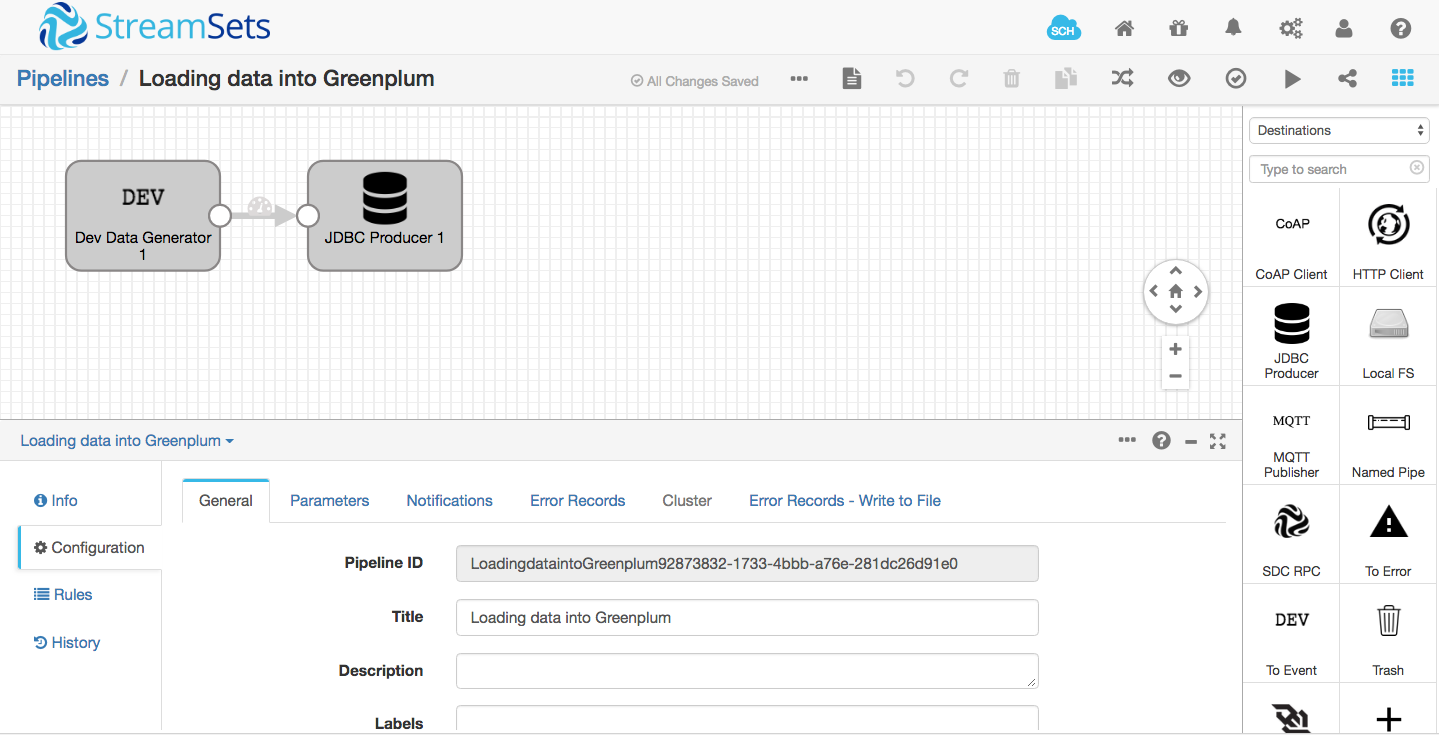 StreamSets
SCH
Pipelines / Loading data into Greenplum
All Changes Saved
DEV
Dev Data Generator
1
JDBC Producer 1
Destinations
Type to search
CoAP
CoAP Client
HTTP Client
JDBC
Producer
Local FS
MQTT
MQTT
Publisher
Named Pipe
SDC RPC
To Error
DEV
To Event
Trash
Loading data into Greenplum
Info
Configuration
Rules
History
General
Parameters
Notifications
Error Records
Cluster
Error Records - Write to File
Pipeline ID
LoadingdataintoGreenplum92873832-1733-4bbb-a76e-281dc26d91e0
Title
Loading data into Greenplum
Description
Labels